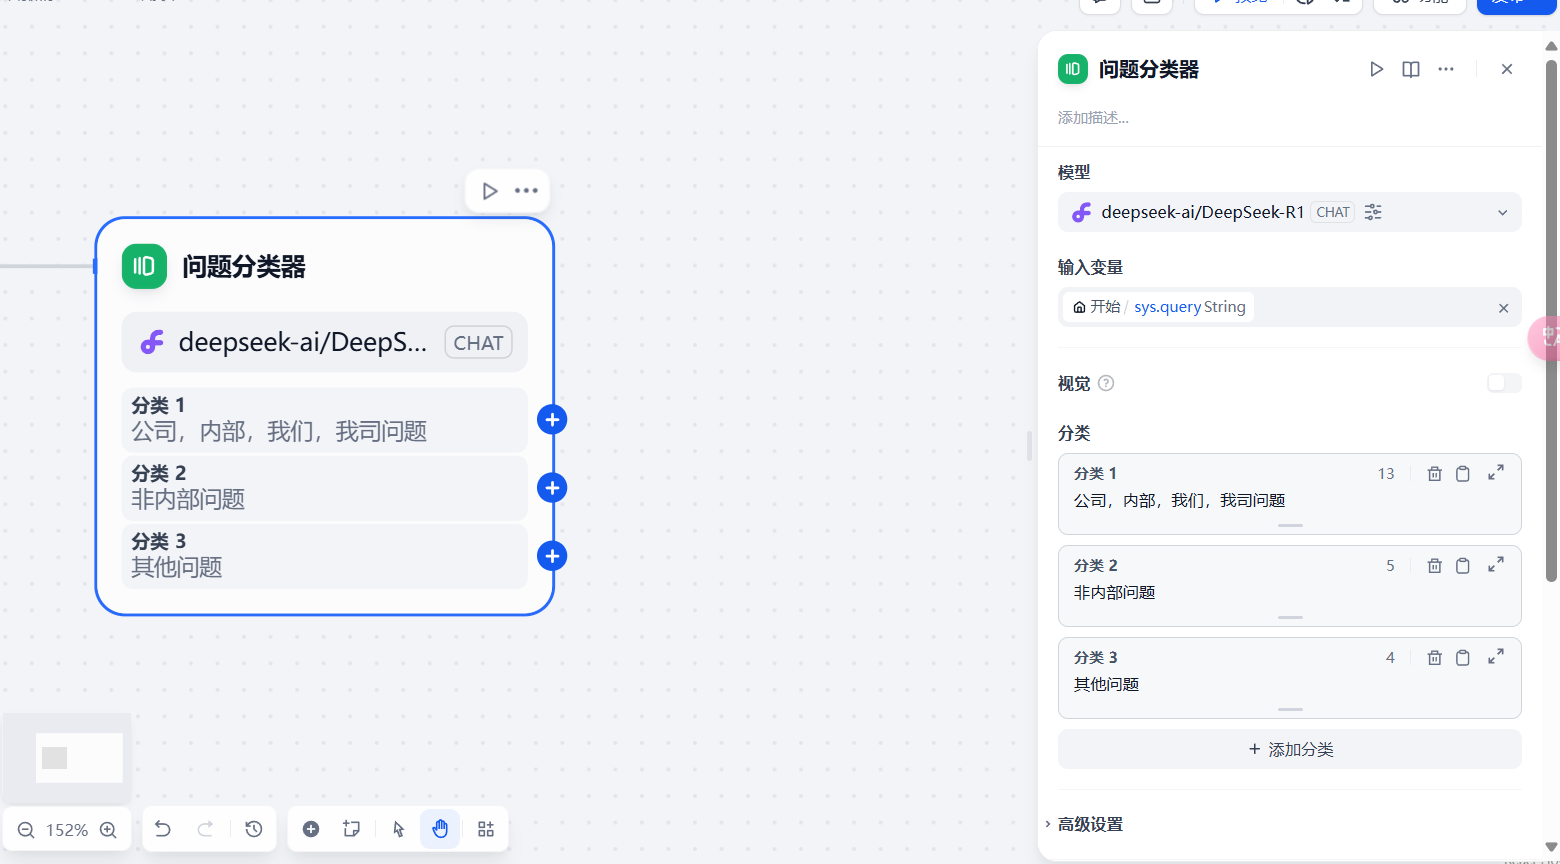 问题分类器
deepseek-ai/DeepS...
CHAT
分类 1
公司，内部，我们，我司问题
分类 2
非内部问题
分类 3
其他问题
152%
问题分类器
添加描述...
模型
deepseek-ai/DeepSeek-R1 CHAT
输入变量
开始 / sys.query String
视觉
分类
分类 1 13
公司，内部，我们，我司问题
分类 2 5
非内部问题
分类 3 4
其他问题
+ 添加分类
高级设置